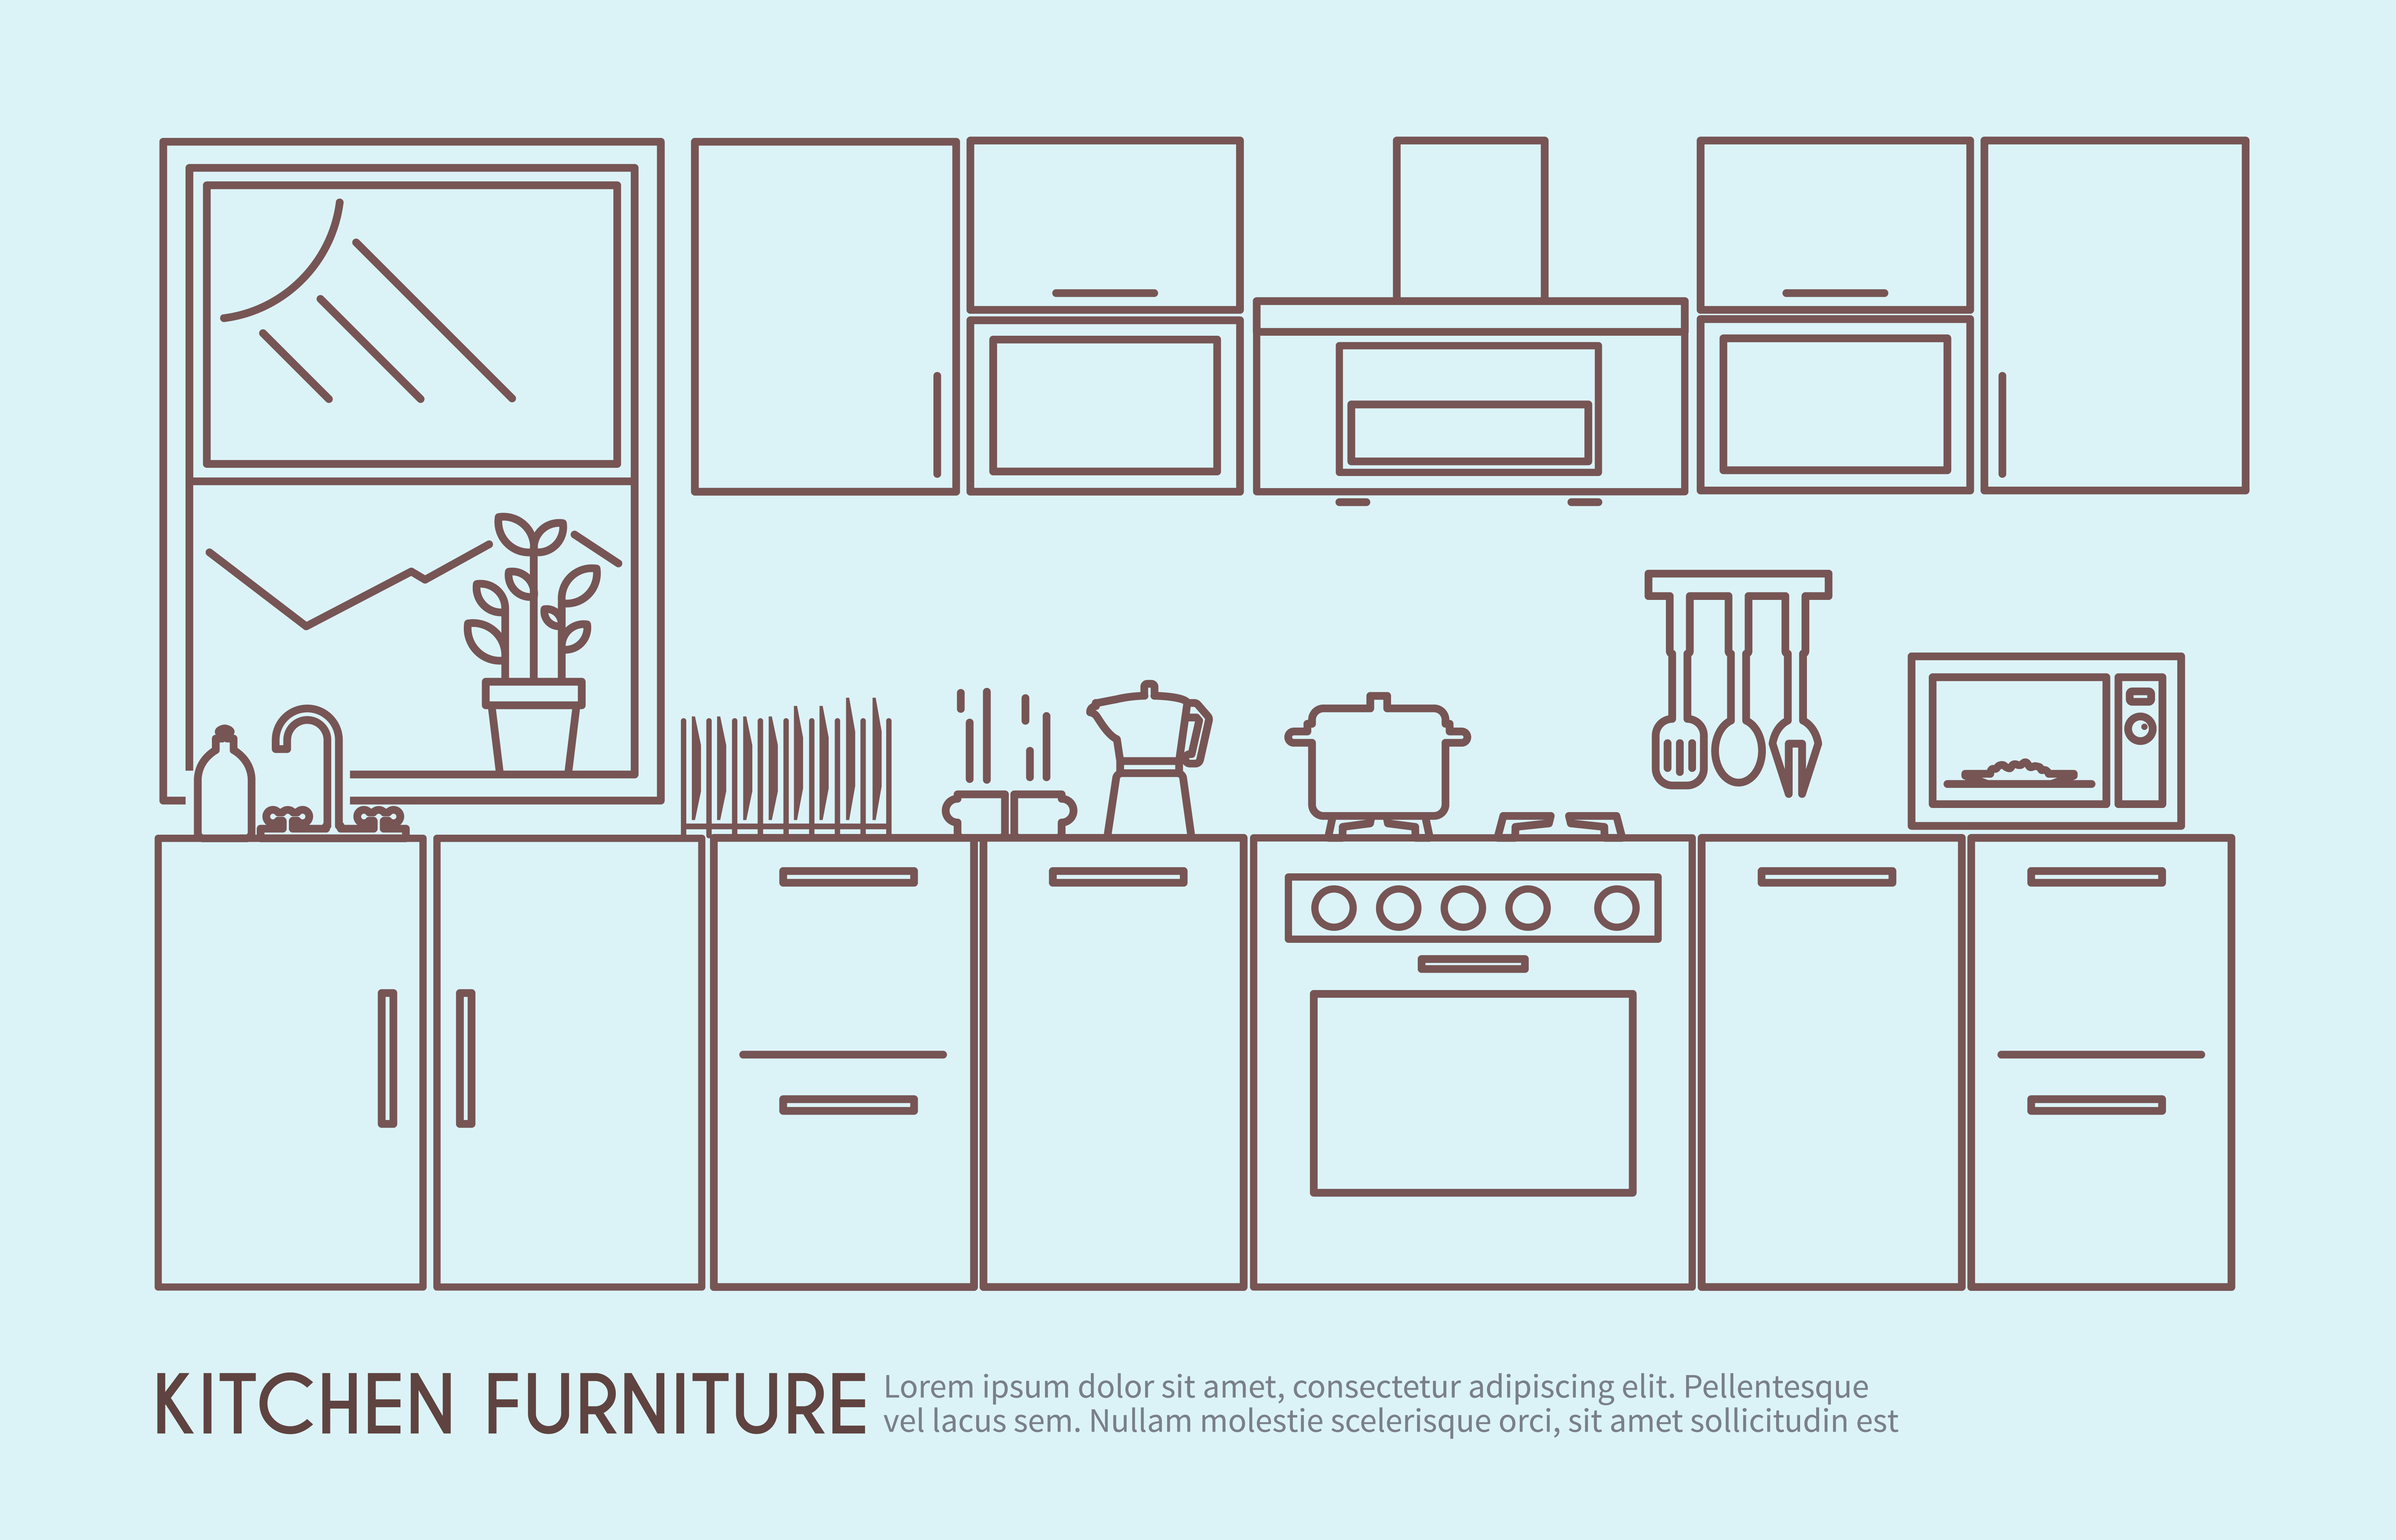 KITCHEN FURNITURE
Lorem ipsum dolor sit amet, consectetur adipiscing elit. Pellentesque
vel lacus sem. Nullam molestie scelerisque orci, sit amet sollicitudin est